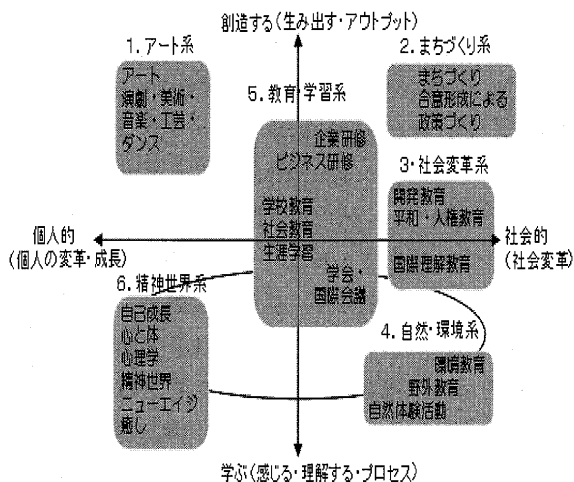 創造する(生み出す・アウトプット)
1.アート系
アート
演劇・美術・
音楽・工芸・
ダンス
2.まちづくり系
まちづくり
合意形成による
政策づくり
5.教育・学習系
企業研修
ビジネス研修
学校教育
社会教育
生涯学習
学会・
国際会議
3・社会変革系
開発教育
平和・人権教育
国際理解教育
個人的
(個人の変革・成長)
社会的
(社会変革)
6.精神世界系
自己成長
心と体
心理学
精神世界
ニューエイジ
癒し
4.自然・環境系
環境教育
野外教育
自然体験活動
学ぶ(感じる・理解する・プロセス)